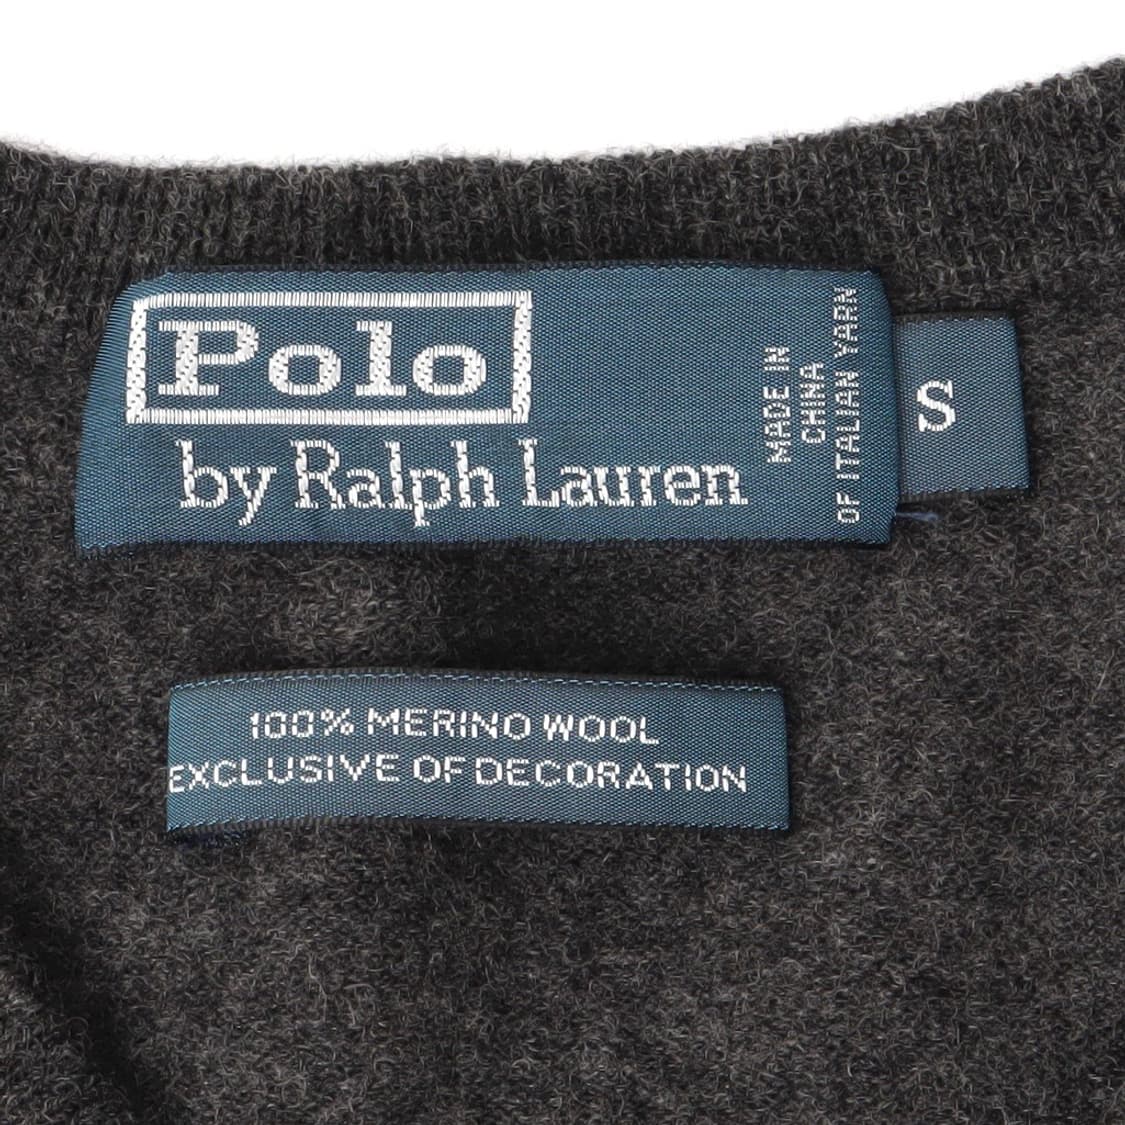 Polo
by Ralph Lauren
MADE IN
CHINA
OF ITALIAN YARN
S
100% MERINO WOOL
EXCLUSIVE OF DECORATION